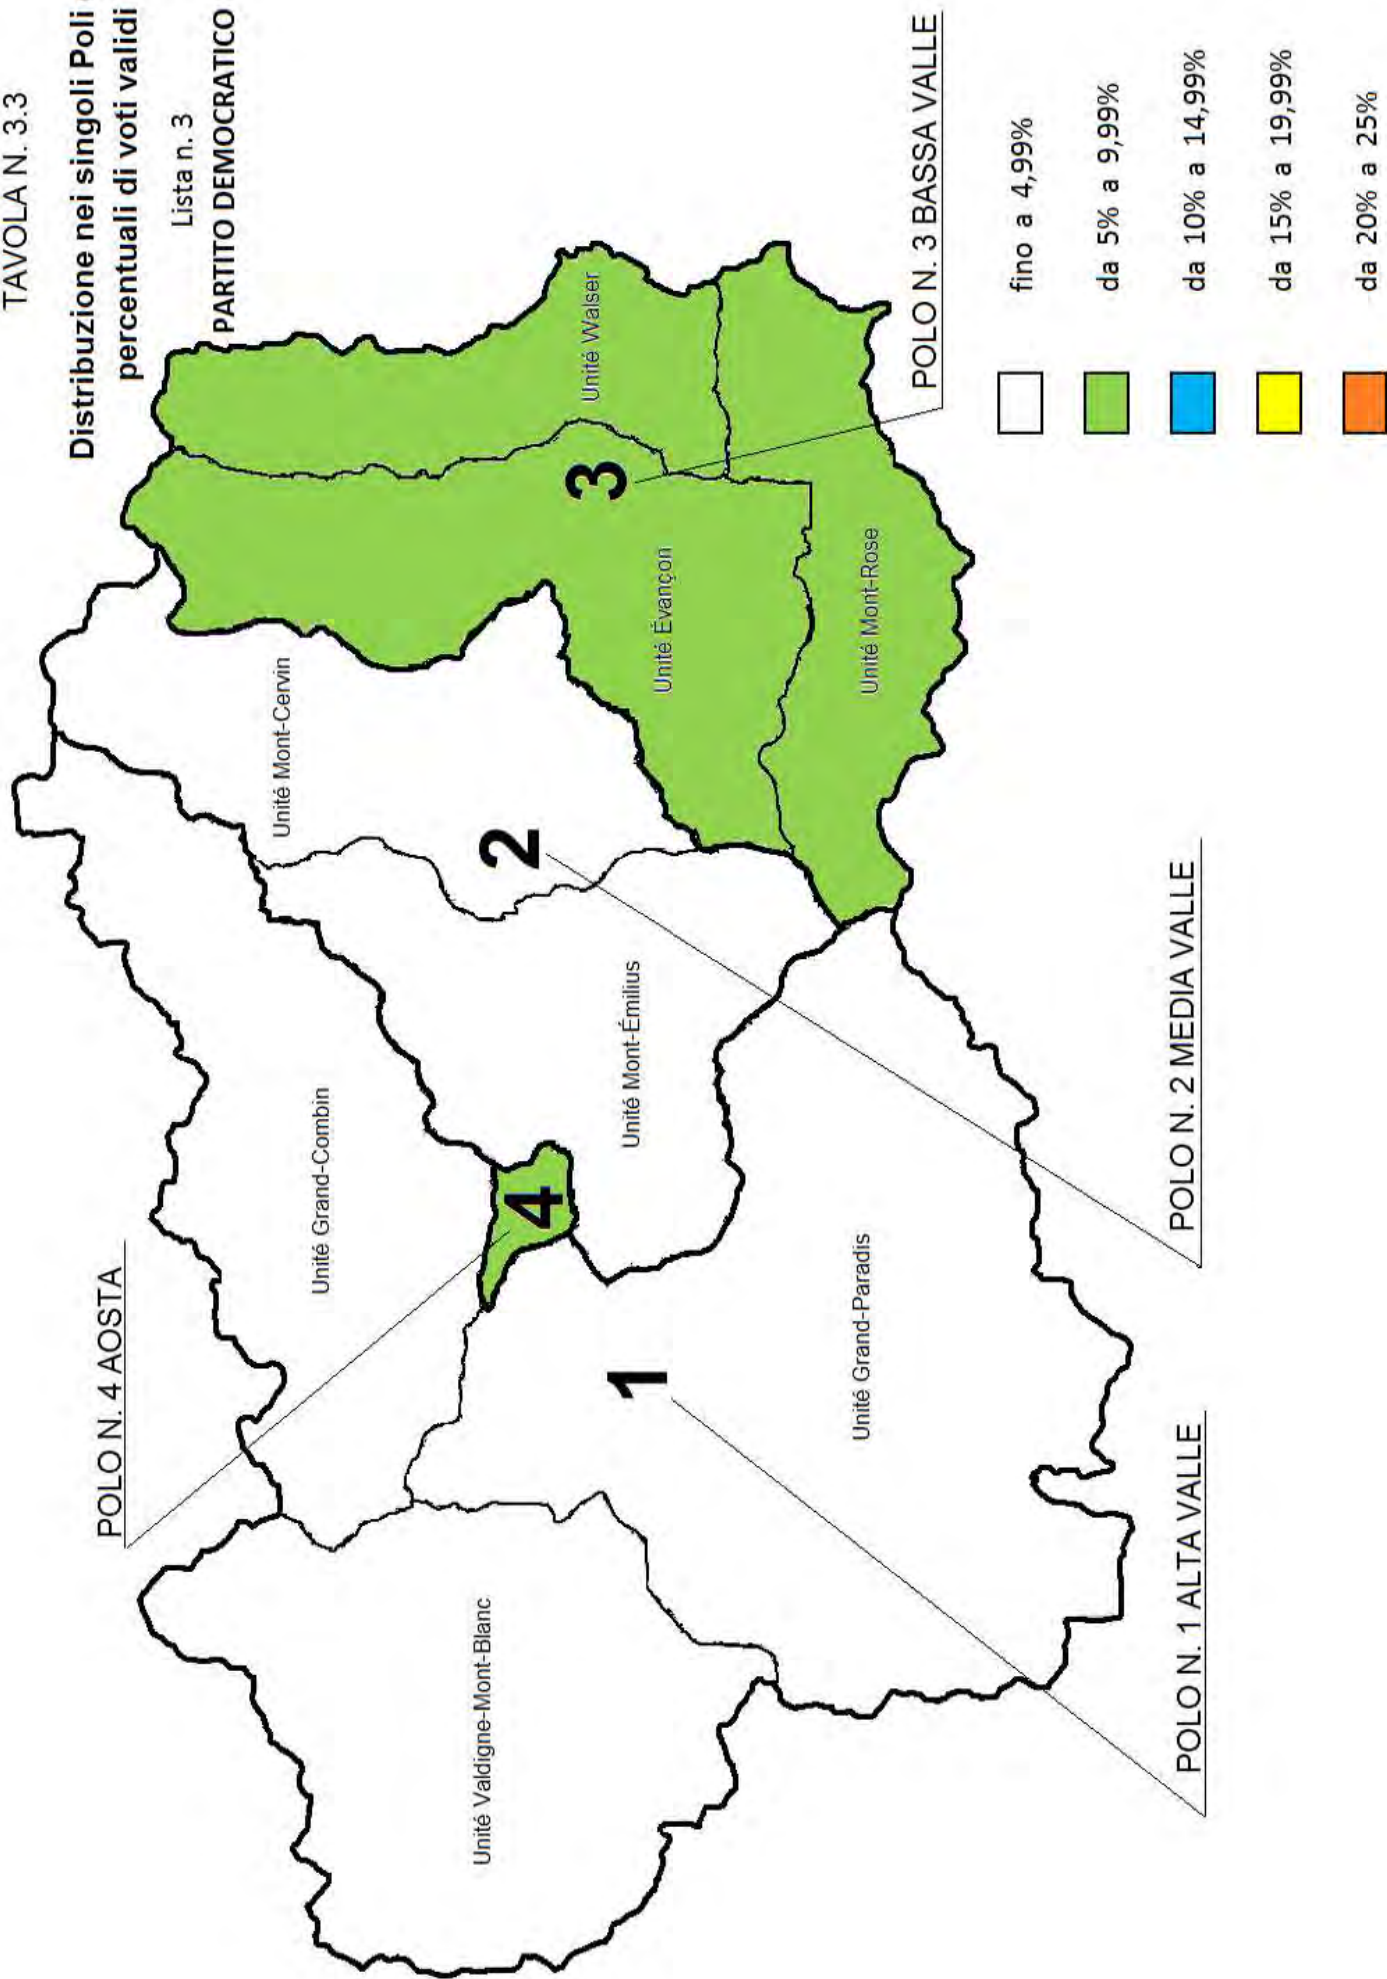 TAVOLA N. 3.3
Distribuzione nei singoli Poli
percentuali di voti validi
Lista n. 3
PARTITO DEMOCRATICO
POLO N. 4 AOSTA
Unité Valdigne-Mont-Blanc
Unité Grand-Combin
Unité Mont-Cervin
Unité Walser
4
2
3
1
Unité Mont-Émilius
Unité Évançon
Unité Grand-Paradis
Unité Mont-Rose
POLO N. 3 BASSA VALLE
POLO N. 1 ALTA VALLE
POLO N. 2 MEDIA VALLE
fino a 4,99%
da 5% a 9,99%
da 10% a 14,99%
da 15% a 19,99%
da 20% a 25%